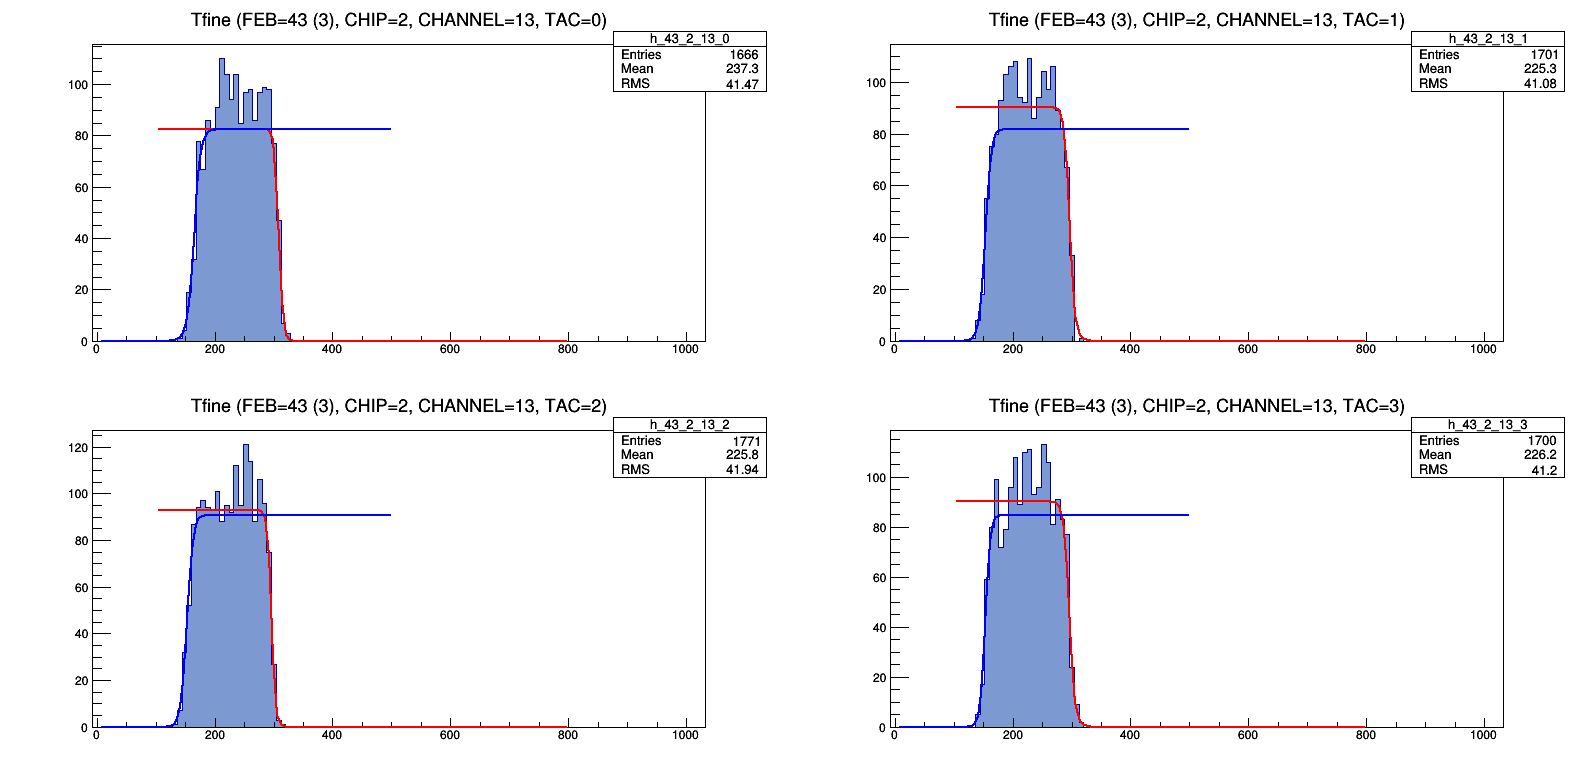 Tfine (FEB=43 (3), CHIP=2, CHANNEL=13, TAC=0)
h_43_2_13_0
Entries 1666
Mean 237.3
RMS 41.47
100
80
60
40
20
0
0 200 400 600 800 1000
Tfine (FEB=43 (3), CHIP=2, CHANNEL=13, TAC=1)
h_43_2_13_1
Entries 1701
Mean 225.3
RMS 41.08
100
80
60
40
20
0
0 200 400 600 800 1000
Tfine (FEB=43 (3), CHIP=2, CHANNEL=13, TAC=2)
h_43_2_13_2
Entries 1771
Mean 225.8
RMS 41.94
120
100
80
60
40
20
0
0 200 400 600 800 1000
Tfine (FEB=43 (3), CHIP=2, CHANNEL=13, TAC=3)
h_43_2_13_3
Entries 1700
Mean 226.2
RMS 41.2
100
80
60
40
20
0
0 200 400 600 800 1000